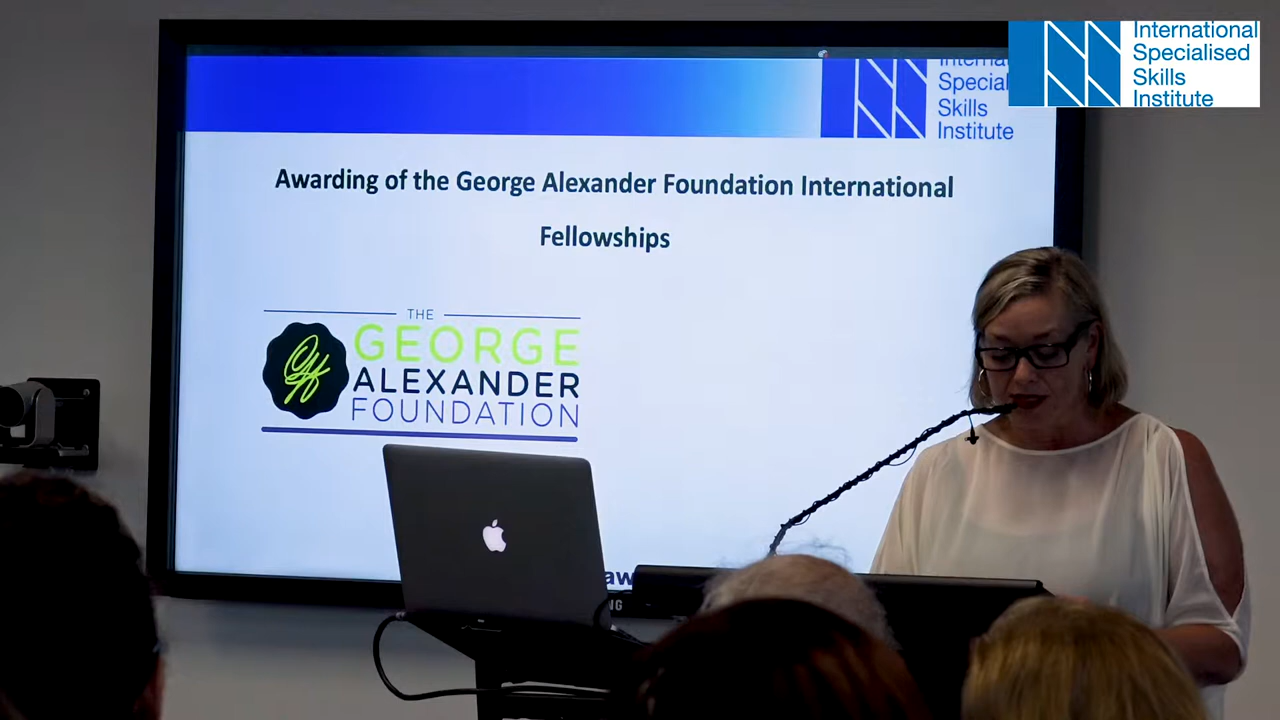 International
Specialised
Skills
Institute
Special
Skills
Institute
Awarding of the George Alexander Foundation International
Fellowships
THE
GEORGE
ALEXANDER
FOUNDATION